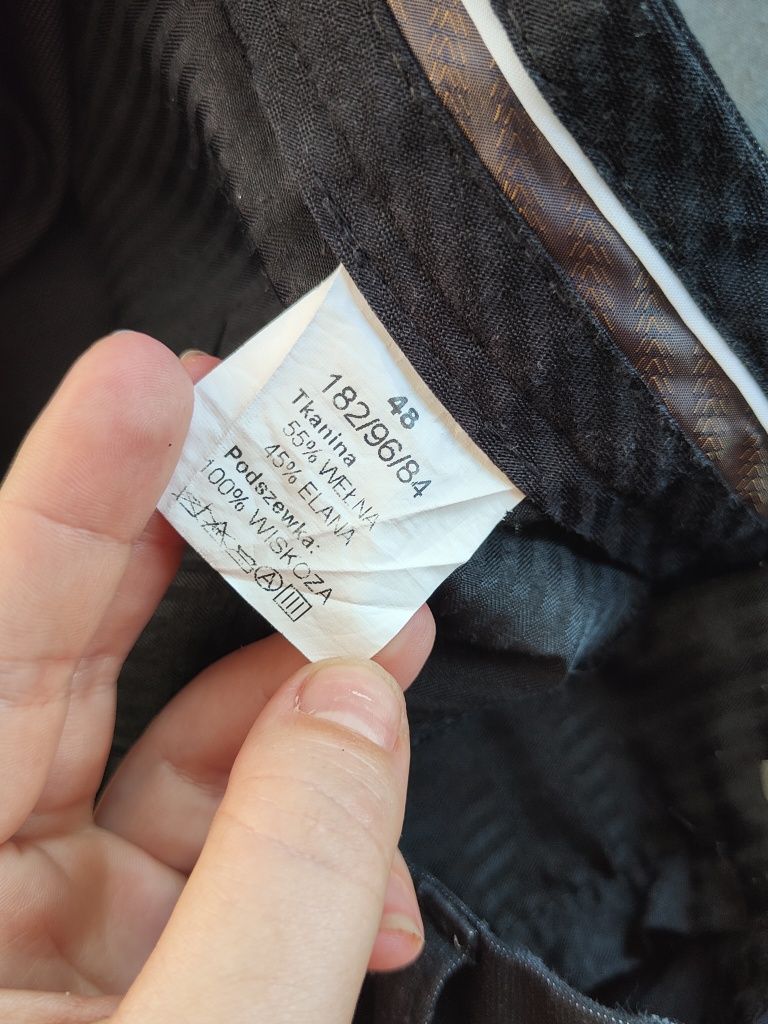 48
182/96/84
Tkanina
55% WEŁNA
45% ELANA
Podszewka:
100% WISKOZA
A